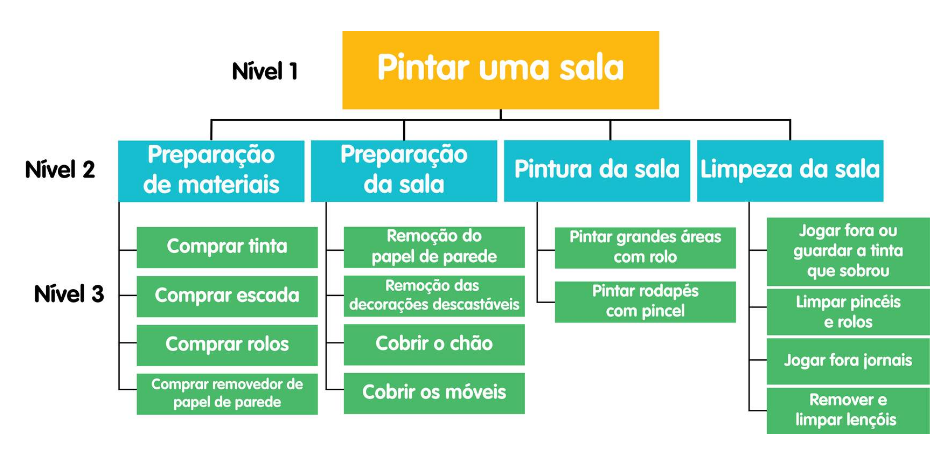 Nível 1
Pintar uma sala
Nível 2
Preparação
de materiais
Preparação
da sala
Pintura da sala
Limpeza da sala
Nível 3
Comprar tinta
Comprar escada
Comprar rolos
Comprar removedor de
papel de parede
Remoção do
papel de parede
Remoção das
decorações descastáveis
Cobrir o chão
Cobrir os móveis
Pintar grandes áreas
com rolo
Pintar rodapés
com pincel
Jogar fora ou
guardar a tinta
que sobrou
Limpar pincéis
e rolos
Jogar fora jornais
Remover e
limpar lençóis